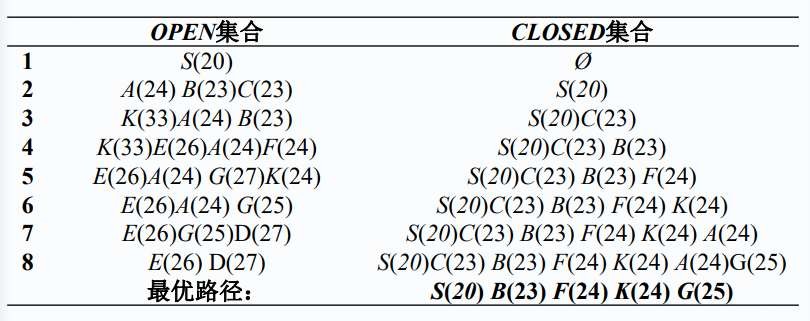 OPEN集合 CLOSED集合
1 S(20) Ø
2 A(24) B(23)C(23) S(20)
3 K(33)A(24) B(23) S(20)C(23)
4 K(33)E(26)A(24)F(24) S(20)C(23) B(23)
5 E(26)A(24) G(27)K(24) S(20)C(23) B(23) F(24)
6 E(26)A(24) G(25) S(20)C(23) B(23) F(24) K(24)
7 E(26)G(25)D(27) S(20)C(23) B(23) F(24) K(24) A(24)
8 E(26) D(27) S(20)C(23) B(23) F(24) K(24) A(24)G(25)
最优路径： S(20) B(23) F(24) K(24) G(25)